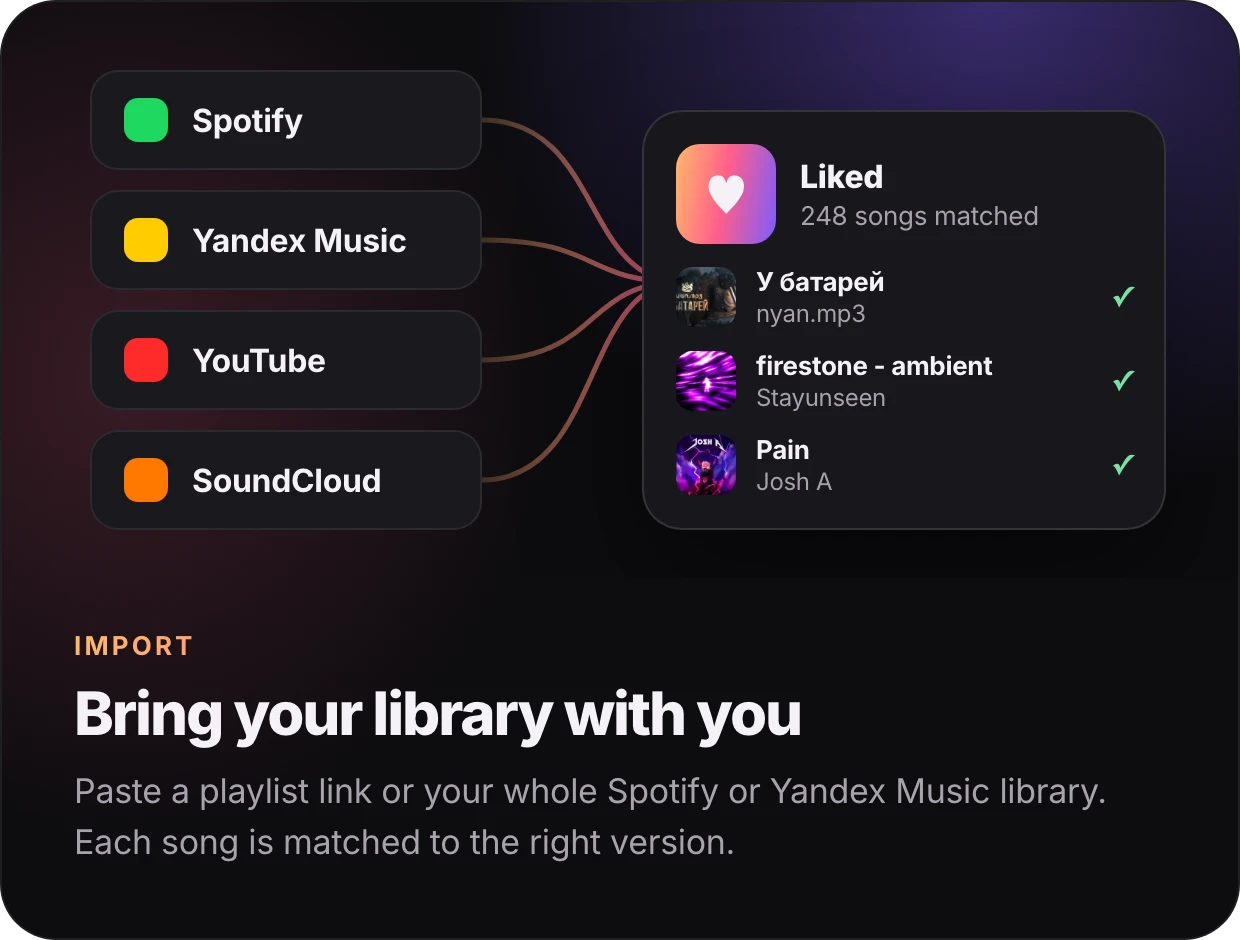 Spotify
Yandex Music
YouTube
SoundCloud
Liked
248 songs matched
У батарей
nyan.mp3
firestone - ambient
Stayunseen
Pain
Josh A
JOSH A
IMPORT
Bring your library with you
Paste a playlist link or your whole Spotify or Yandex Music library.
Each song is matched to the right version.